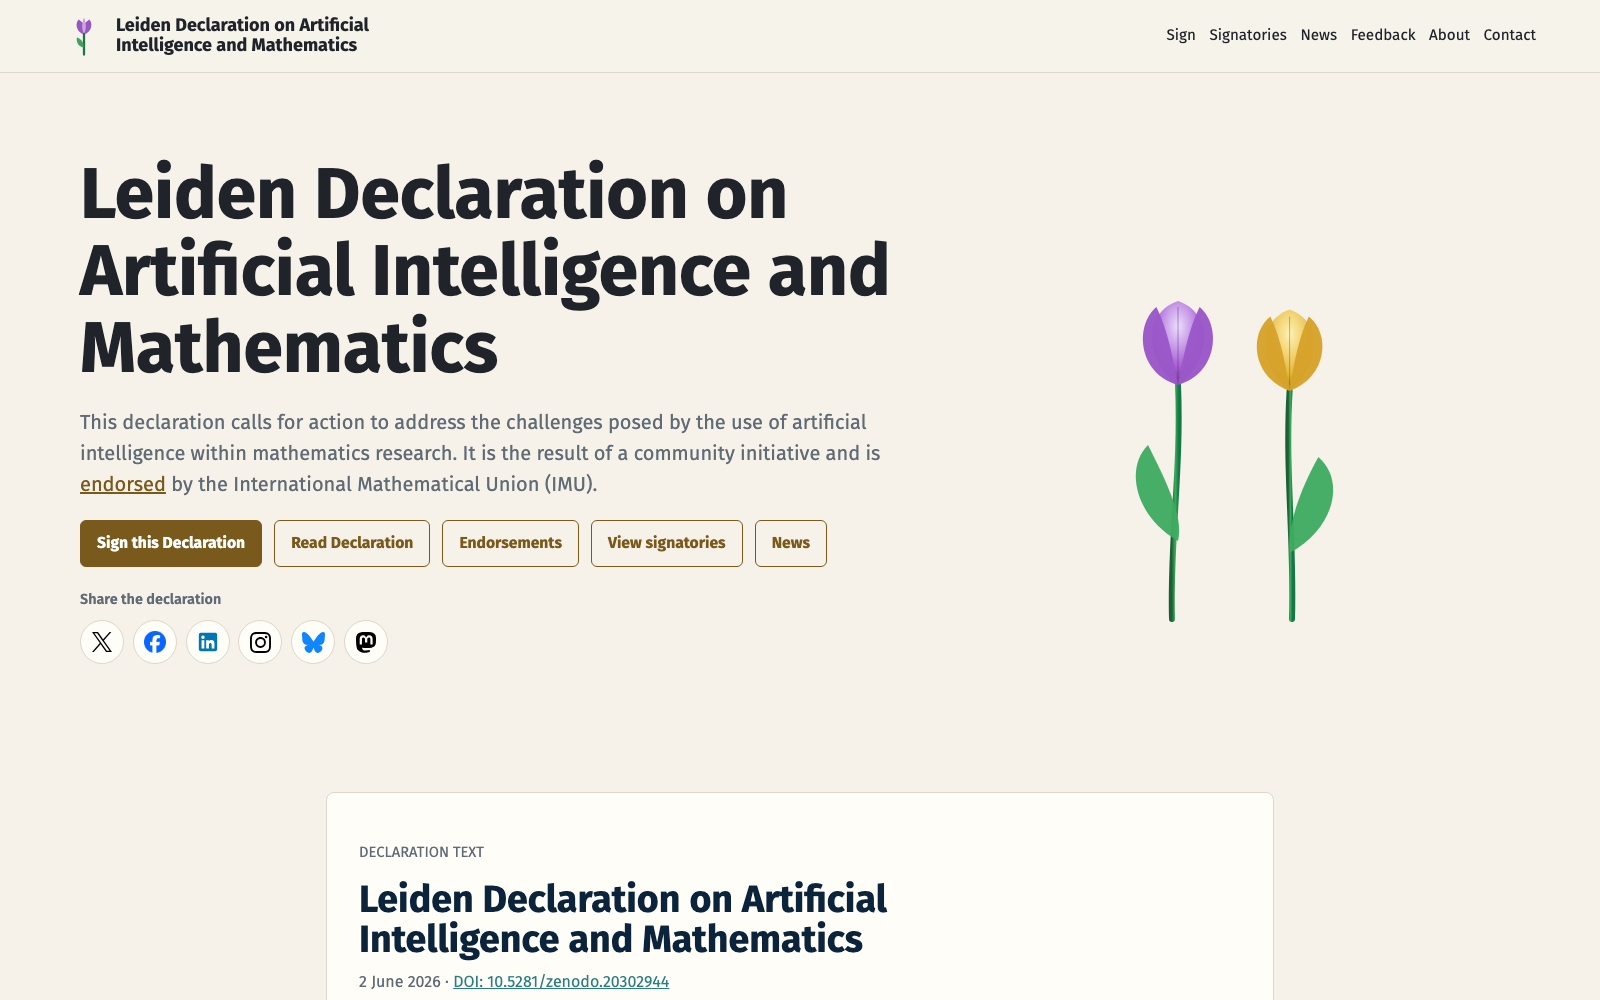 Leiden Declaration on Artificial
Intelligence and Mathematics
Sign Signatories News Feedback About Contact
Leiden Declaration on
Artificial Intelligence and
Mathematics
This declaration calls for action to address the challenges posed by the use of artificial
intelligence within mathematics research. It is the result of a community initiative and is
endorsed by the International Mathematical Union (IMU).
Sign this Declaration Read Declaration Endorsements View signatories News
Share the declaration
DECLARATION TEXT
Leiden Declaration on Artificial
Intelligence and Mathematics
2 June 2026 · DOI: 10.5281/zenodo.20302944